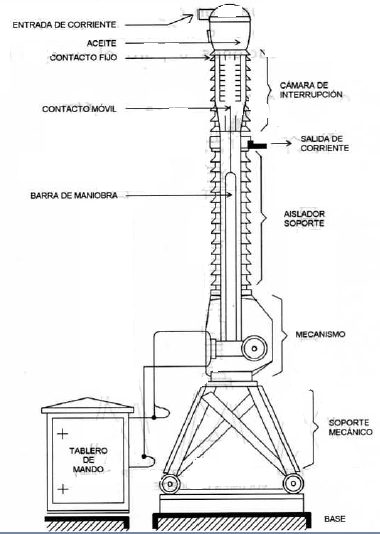 ENTRADA DE CORRIENTE
ACEITE
CONTACTO FIJO
CÁMARA DE
INTERRUPCIÓN
CONTACTO MÓVIL
SALIDA DE
CORRIENTE
BARRA DE MANIOBRA
AISLADOR
SOPORTE
MECANISMO
SOPORTE
MECÁNICO
TABLERO
DE
MANDO
BASE